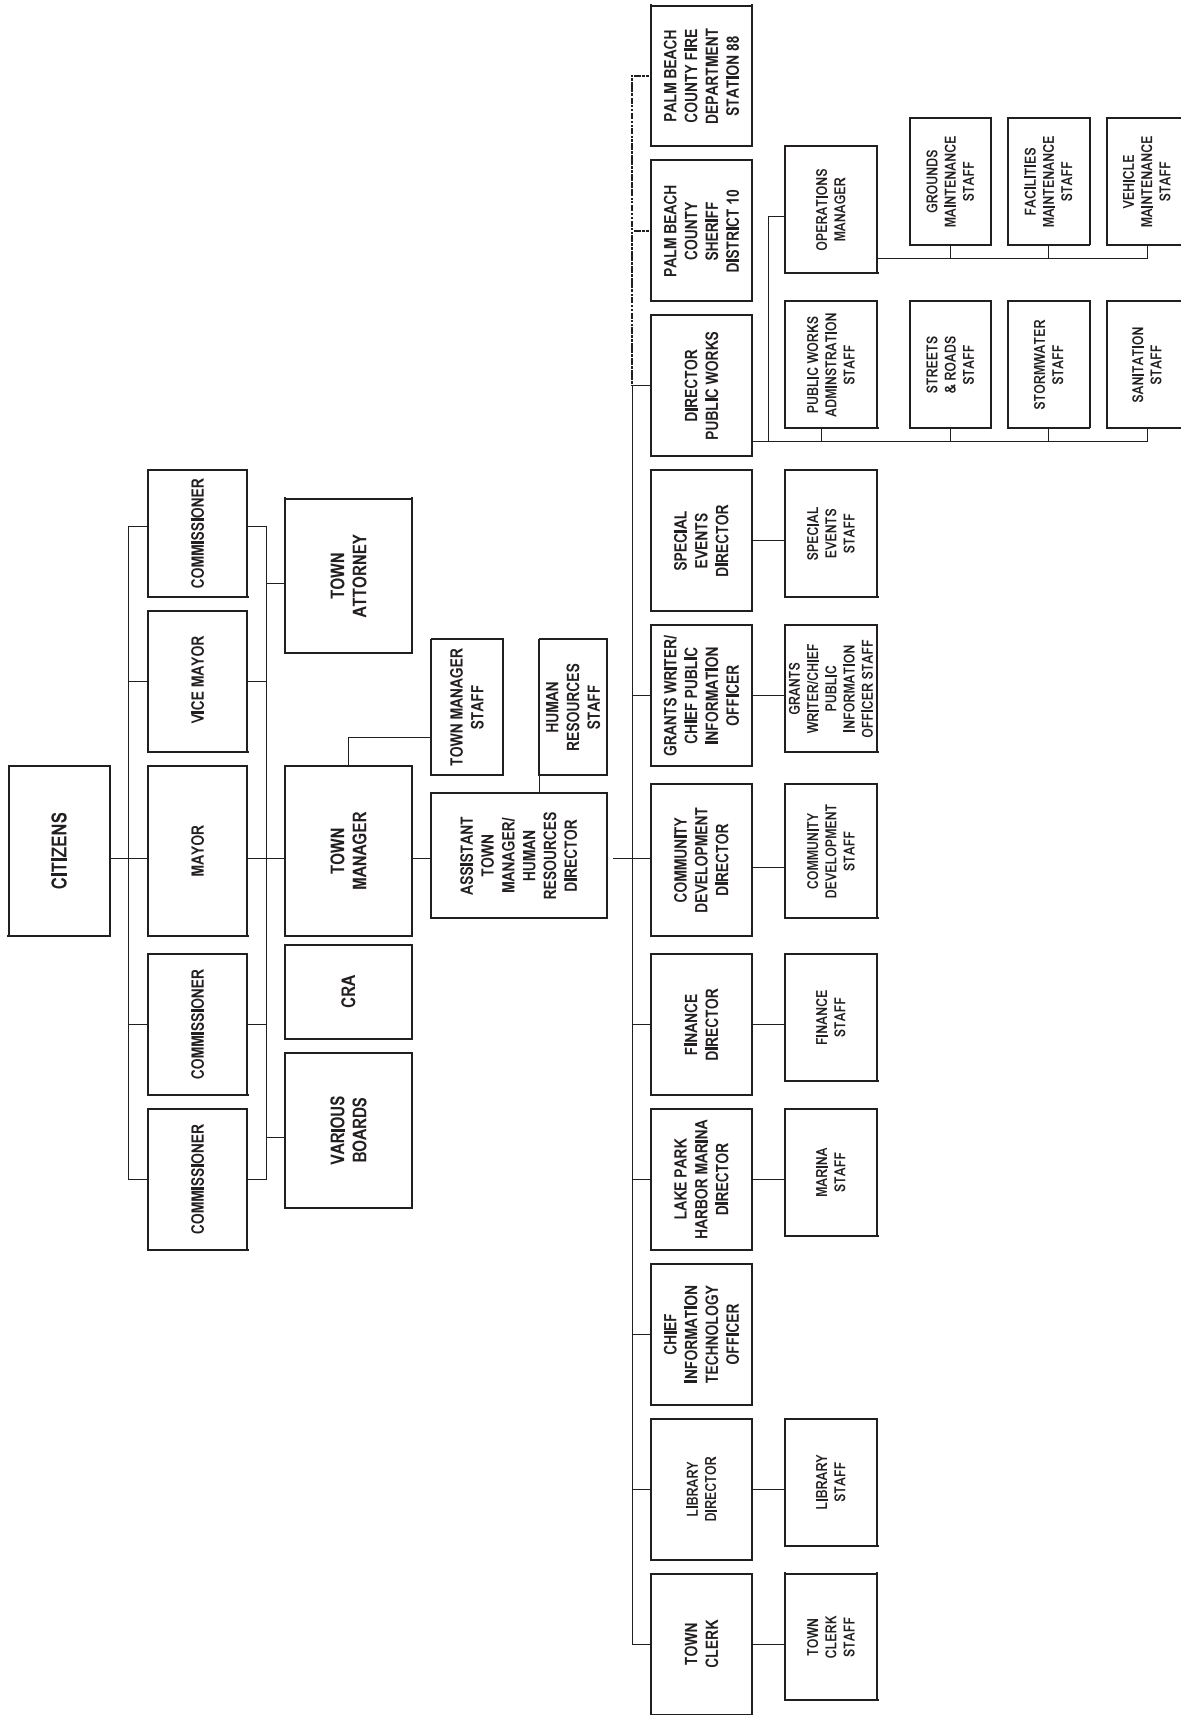 CITIZENS
COMMISSIONER
COMMISSIONER
MAYOR
VICE MAYOR
COMMISSIONER
VARIOUS
BOARDS
CRA
TOWN
MANAGER
TOWN
ATTORNEY
TOWN MANAGER
STAFF
ASSISTANT
TOWN
MANAGER/
HUMAN
RESOURCES
DIRECTOR
HUMAN
RESOURCES
STAFF
TOWN
CLERK
LIBRARY
DIRECTOR
CHIEF
INFORMATION
TECHNOLOGY
OFFICER
LAKE PARK
HARBOR MARINA
DIRECTOR
FINANCE
DIRECTOR
COMMUNITY
DEVELOPMENT
DIRECTOR
GRANTS WRITER/
CHIEF PUBLIC
INFORMATION
OFFICER
SPECIAL
EVENTS
DIRECTOR
DIRECTOR
PUBLIC WORKS
PALM BEACH
COUNTY
SHERIFF
DISTRICT 10
PALM BEACH
COUNTY FIRE
DEPARTMENT
STATION 88
TOWN
CLERK
STAFF
LIBRARY
STAFF
MARINA
STAFF
FINANCE
STAFF
COMMUNITY
DEVELOPMENT
STAFF
GRANTS
WRITER/CHIEF
PUBLIC
INFORMATION
OFFICER STAFF
SPECIAL
EVENTS
STAFF
PUBLIC WORKS
ADMINSTRATION
STAFF
OPERATIONS
MANAGER
STREETS
& ROADS
STAFF
GROUNDS
MAINTENANCE
STAFF
STORMWATER
STAFF
FACILITIES
MAINTENANCE
STAFF
SANITATION
STAFF
VEHICLE
MAINTENANCE
STAFF